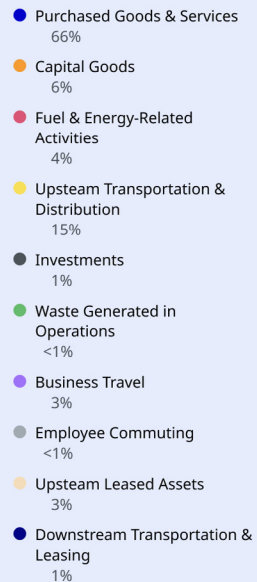 Purchased Goods & Services
66%
Capital Goods
6%
Fuel & Energy-Related
Activities
4%
Upsteam Transportation &
Distribution
15%
Investments
1%
Waste Generated in
Operations
<1%
Business Travel
3%
Employee Commuting
<1%
Upsteam Leased Assets
3%
Downstream Transportation &
Leasing
1%